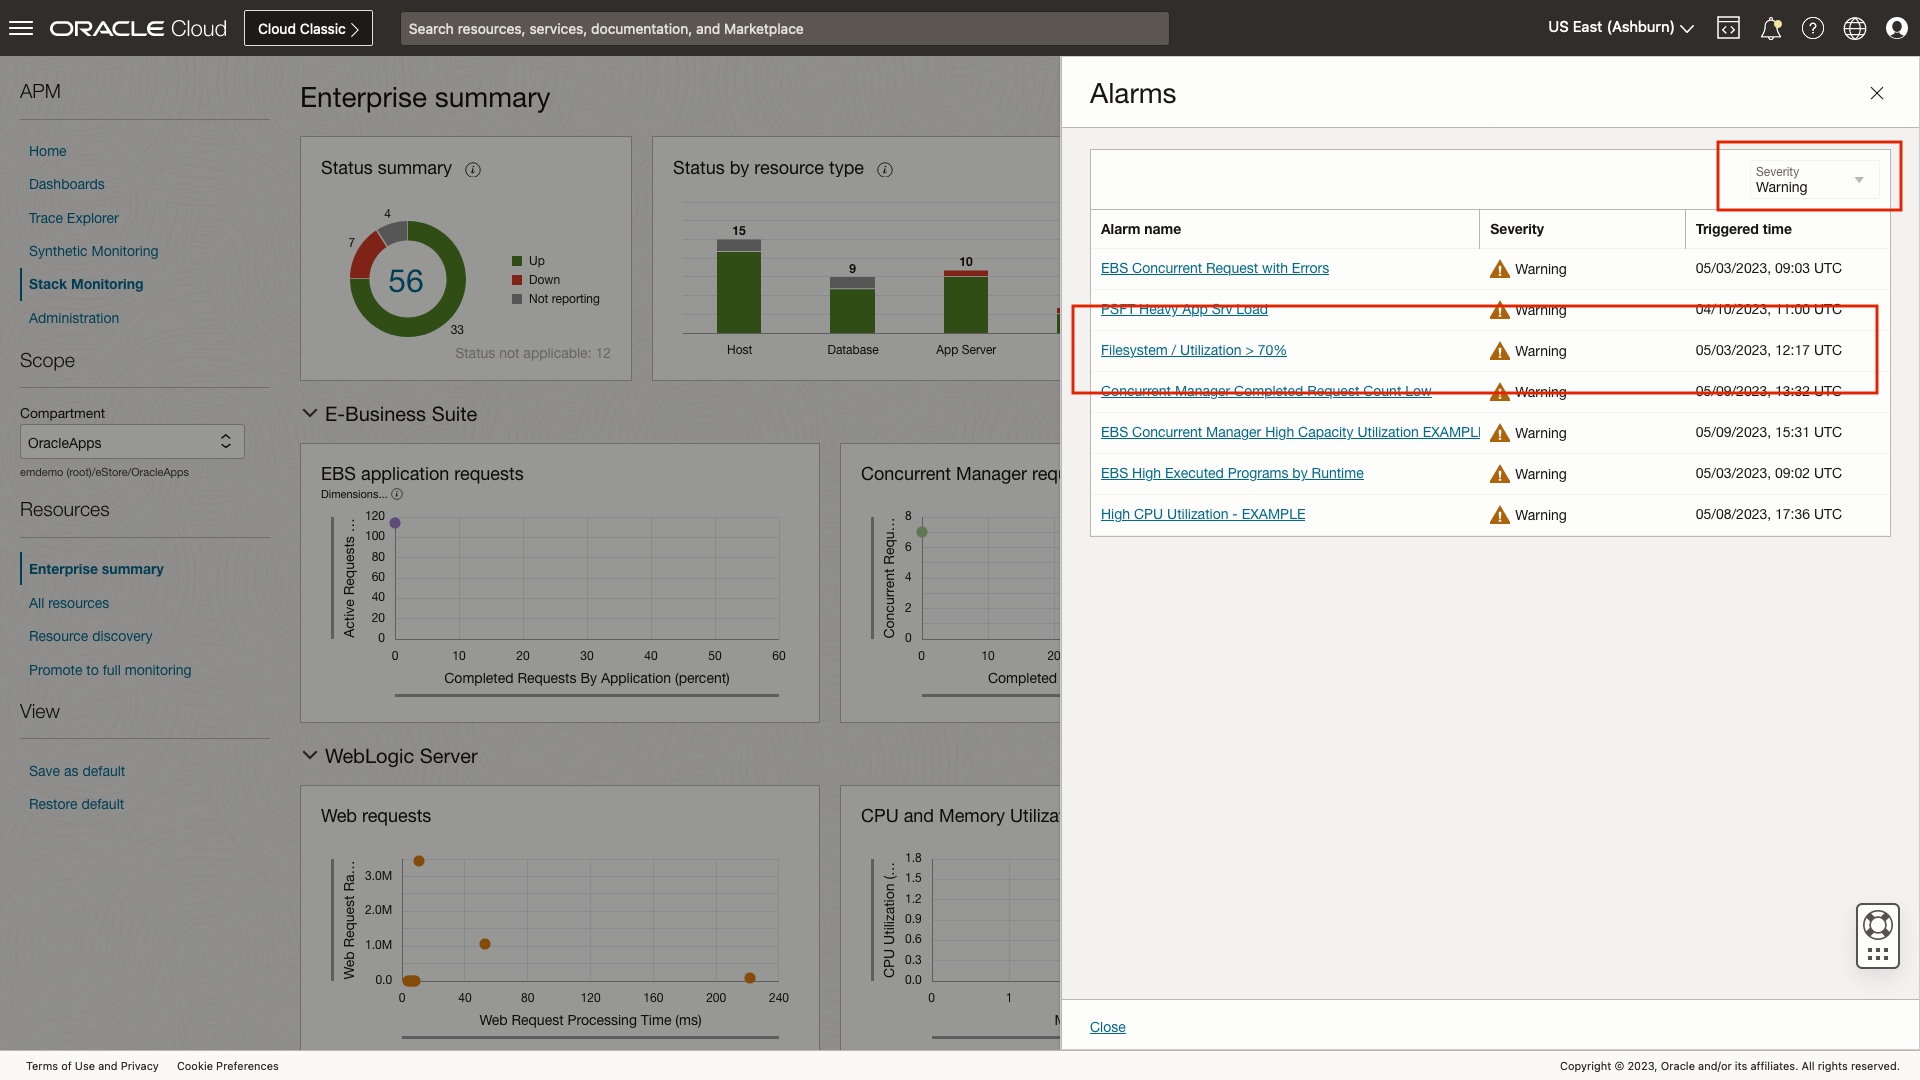 ORACLE Cloud
Cloud Classic
Search resources, services, documentation, and Marketplace
US East (Ashburn)
APM
Home
Dashboards
Trace Explorer
Synthetic Monitoring
Stack Monitoring
Administration
Scope
Compartment
OracleApps
emdemo (root)/eStore/OracleApps
Resources
Enterprise summary
All resources
Resource discovery
Promote to full monitoring
View
Save as default
Restore default
Enterprise summary
Status summary
4
7
56
33
Up
Down
Not reporting
Status not applicable: 12
Status by resource type
15
9
10
Host
Database
App Server
E-Business Suite
EBS application requests
Dimensions...
Active Requests ...
120
100
80
60
40
20
0
0 10 20 30 40 50 60
Completed Requests By Application (percent)
Concurrent Manager requ
Concurrent Requ...
8
6
4
2
0
0 10 20
Completed
WebLogic Server
Web requests
Web Request Ra...
3.0M
2.0M
1.0M
0.0
0 40 80 120 160 200 240
Web Request Processing Time (ms)
CPU and Memory Utiliza
CPU Utilization (...
1.8
1.5
1.2
0.9
0.6
0.3
0.0
0 1
M
Alarms
Severity
Warning
Alarm name Severity Triggered time
EBS Concurrent Request with Errors Warning 05/03/2023, 09:03 UTC
PSFT Heavy App Srv Load Warning 04/10/2023, 11:00 UTC
Filesystem / Utilization > 70% Warning 05/03/2023, 12:17 UTC
Concurrent Manager Completed Request Count Low Warning 05/09/2023, 13:32 UTC
EBS Concurrent Manager High Capacity Utilization EXAMPL Warning 05/09/2023, 15:31 UTC
EBS High Executed Programs by Runtime Warning 05/03/2023, 09:02 UTC
High CPU Utilization - EXAMPLE Warning 05/08/2023, 17:36 UTC
Close
Terms of Use and Privacy
Cookie Preferences
Copyright © 2023, Oracle and/or its affiliates. All rights reserved.